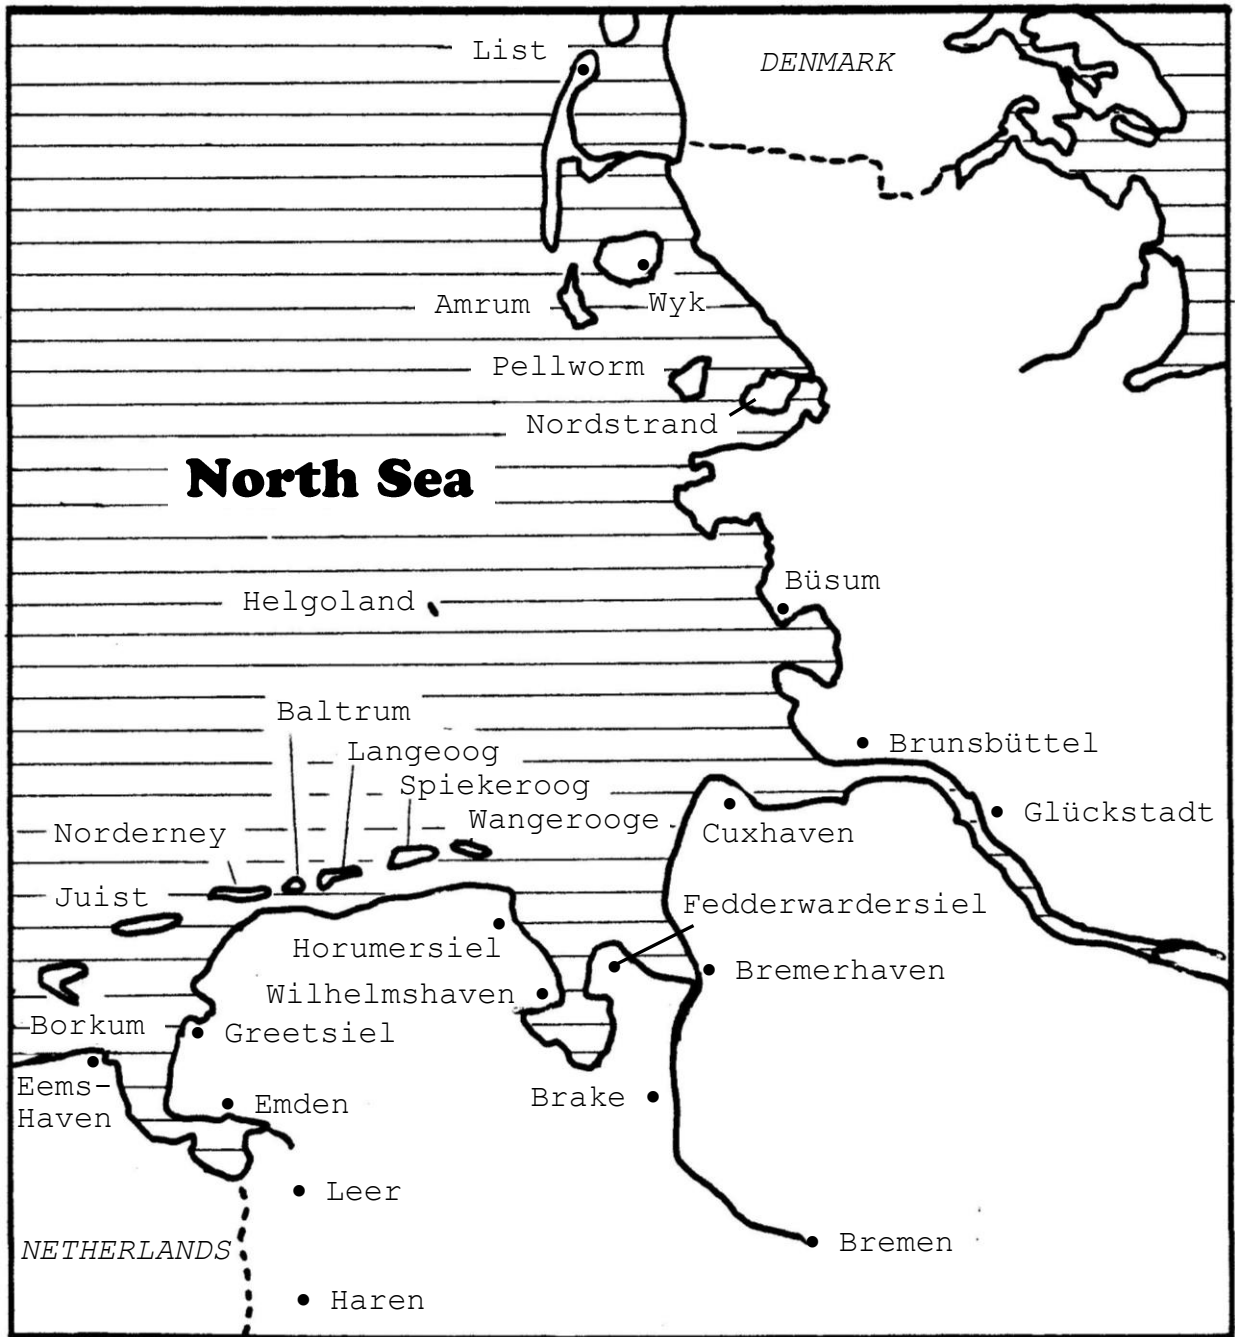 List
DENMARK
Amrum
Wyk
Pellworm
Nordstrand
North Sea
Büsum
Helgoland
Baltrum
Langeoog
Brunsbüttel
Spiekeroog
Glückstadt
Norderney
Wangerooge
Cuxhaven
Juist
Fedderwardersiel
Horumersiel
Bremerhaven
Wilhelmshaven
Borkum
Greetsiel
Eems-
Haven
Emden
Brake
Leer
NETHERLANDS
Bremen
Haren